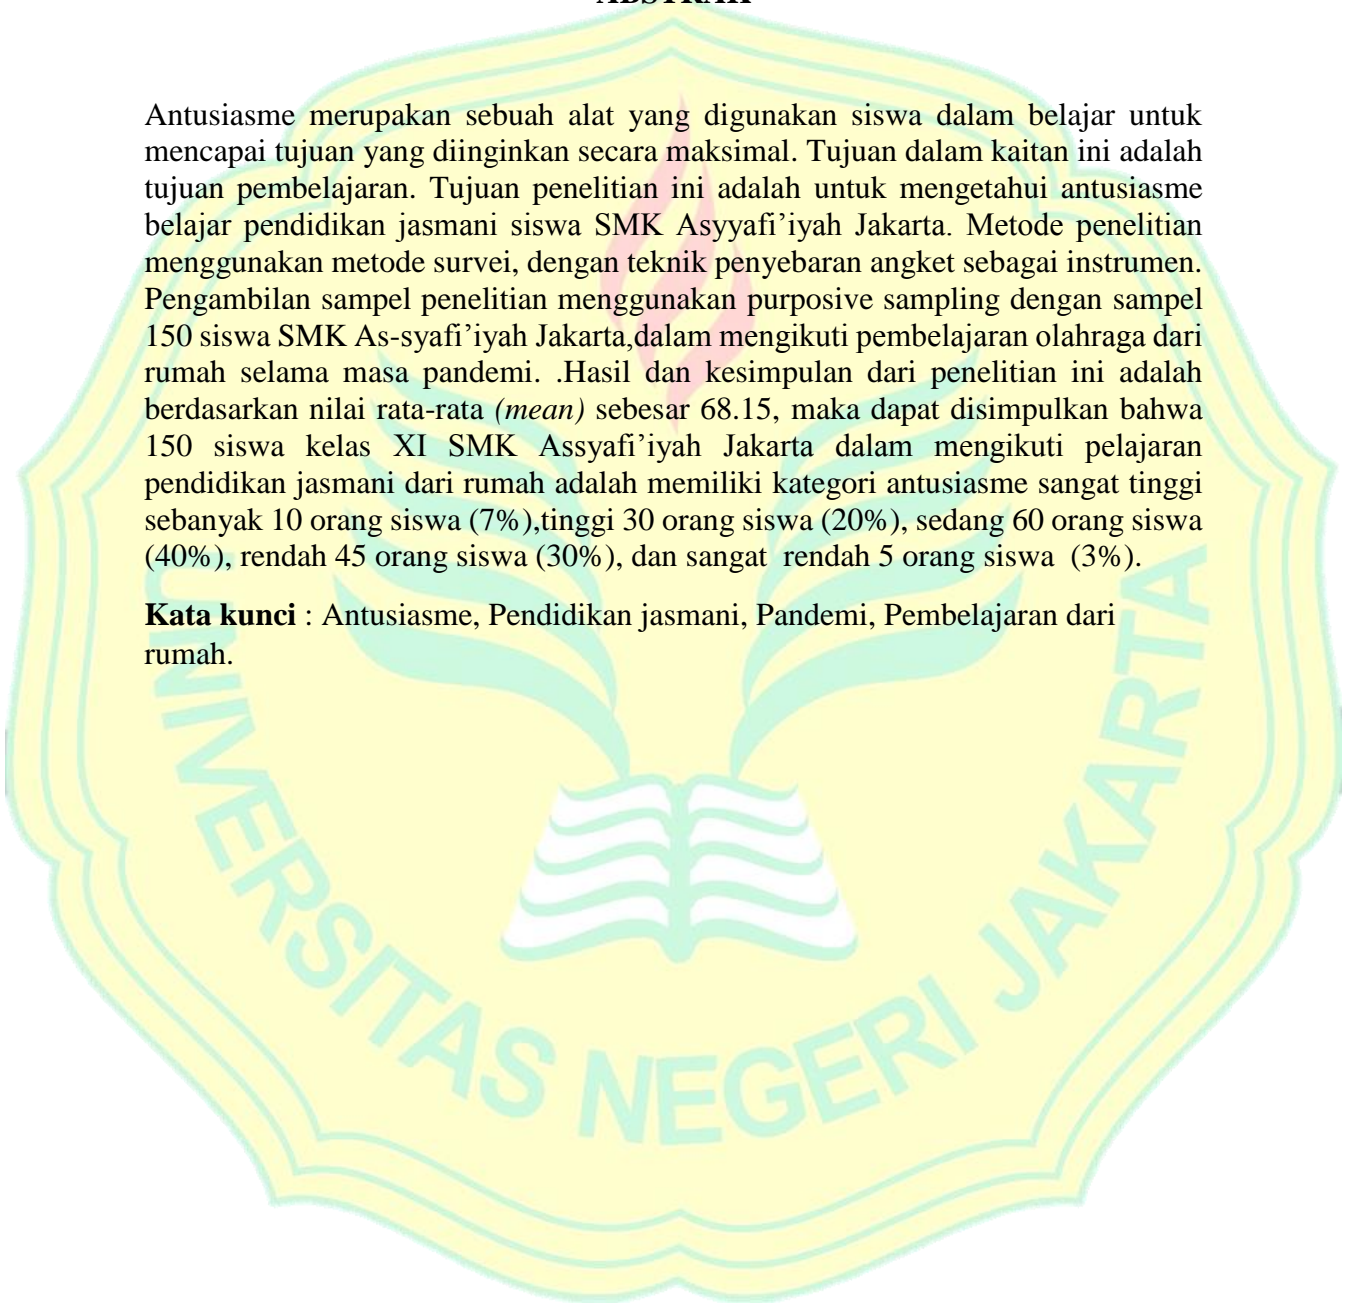 ABSTRAK
Antusiasme merupakan sebuah alat yang digunakan siswa dalam belajar untuk
mencapai tujuan yang diinginkan secara maksimal. Tujuan dalam kaitan ini adalah
tujuan pembelajaran. Tujuan penelitian ini adalah untuk mengetahui antusiasme
belajar pendidikan jasmani siswa SMK Asyyafi’iyah Jakarta. Metode penelitian
menggunakan metode survei, dengan teknik penyebaran angket sebagai instrumen.
Pengambilan sampel penelitian menggunakan purposive sampling dengan sampel
150 siswa SMK As-syafi’iyah Jakarta,dalam mengikuti pembelajaran olahraga dari
rumah selama masa pandemi. .Hasil dan kesimpulan dari penelitian ini adalah
berdasarkan nilai rata-rata (mean) sebesar 68.15, maka dapat disimpulkan bahwa
150 siswa kelas XI SMK Assyafi’iyah Jakarta dalam mengikuti pelajaran
pendidikan jasmani dari rumah adalah memiliki kategori antusiasme sangat tinggi
sebanyak 10 orang siswa (7%),tinggi 30 orang siswa (20%), sedang 60 orang siswa
(40%), rendah 45 orang siswa (30%), dan sangat rendah 5 orang siswa (3%).
Kata kunci : Antusiasme, Pendidikan jasmani, Pandemi, Pembelajaran dari
rumah.
UNIVERSITAS NEGERI JAKARTA